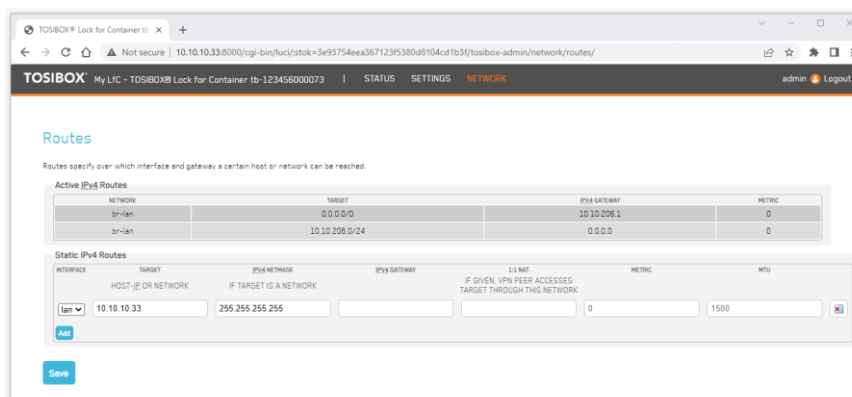 TOSIBOX® Lock for Container tb
Not secure | 10.10.10.33:8000/cgi-bin/luci/;stok=3e93754eea367123f5380d8104cd1b3f/tosibox-admin/network/routes/
TOSIBOX® My LfC - TOSIBOX® Lock for Container tb-123456000073 | STATUS SETTINGS NETWORK admin Logout
Routes
Routes specify over which interface and gateway a certain host or network can be reached.
Active IPv4 Routes
NETWORK TARGET IPV4 GATEWAY METRIC
br-lan 0.0.0.0/0 10.10.206.1 0
br-lan 10.10.206.0/24 0.0.0.0 0
Static IPv4 Routes
INTERFACE TARGET IPV4 NETMASK IPV4 GATEWAY 1:1 NAT METRIC MTU
HOST-IP OR NETWORK IF TARGET IS A NETWORK IF GIVEN, VPN PEER ACCESSES
TARGET THROUGH THIS NETWORK
lan 10.10.10.33 255.255.255.255 0 1500
Add
Save